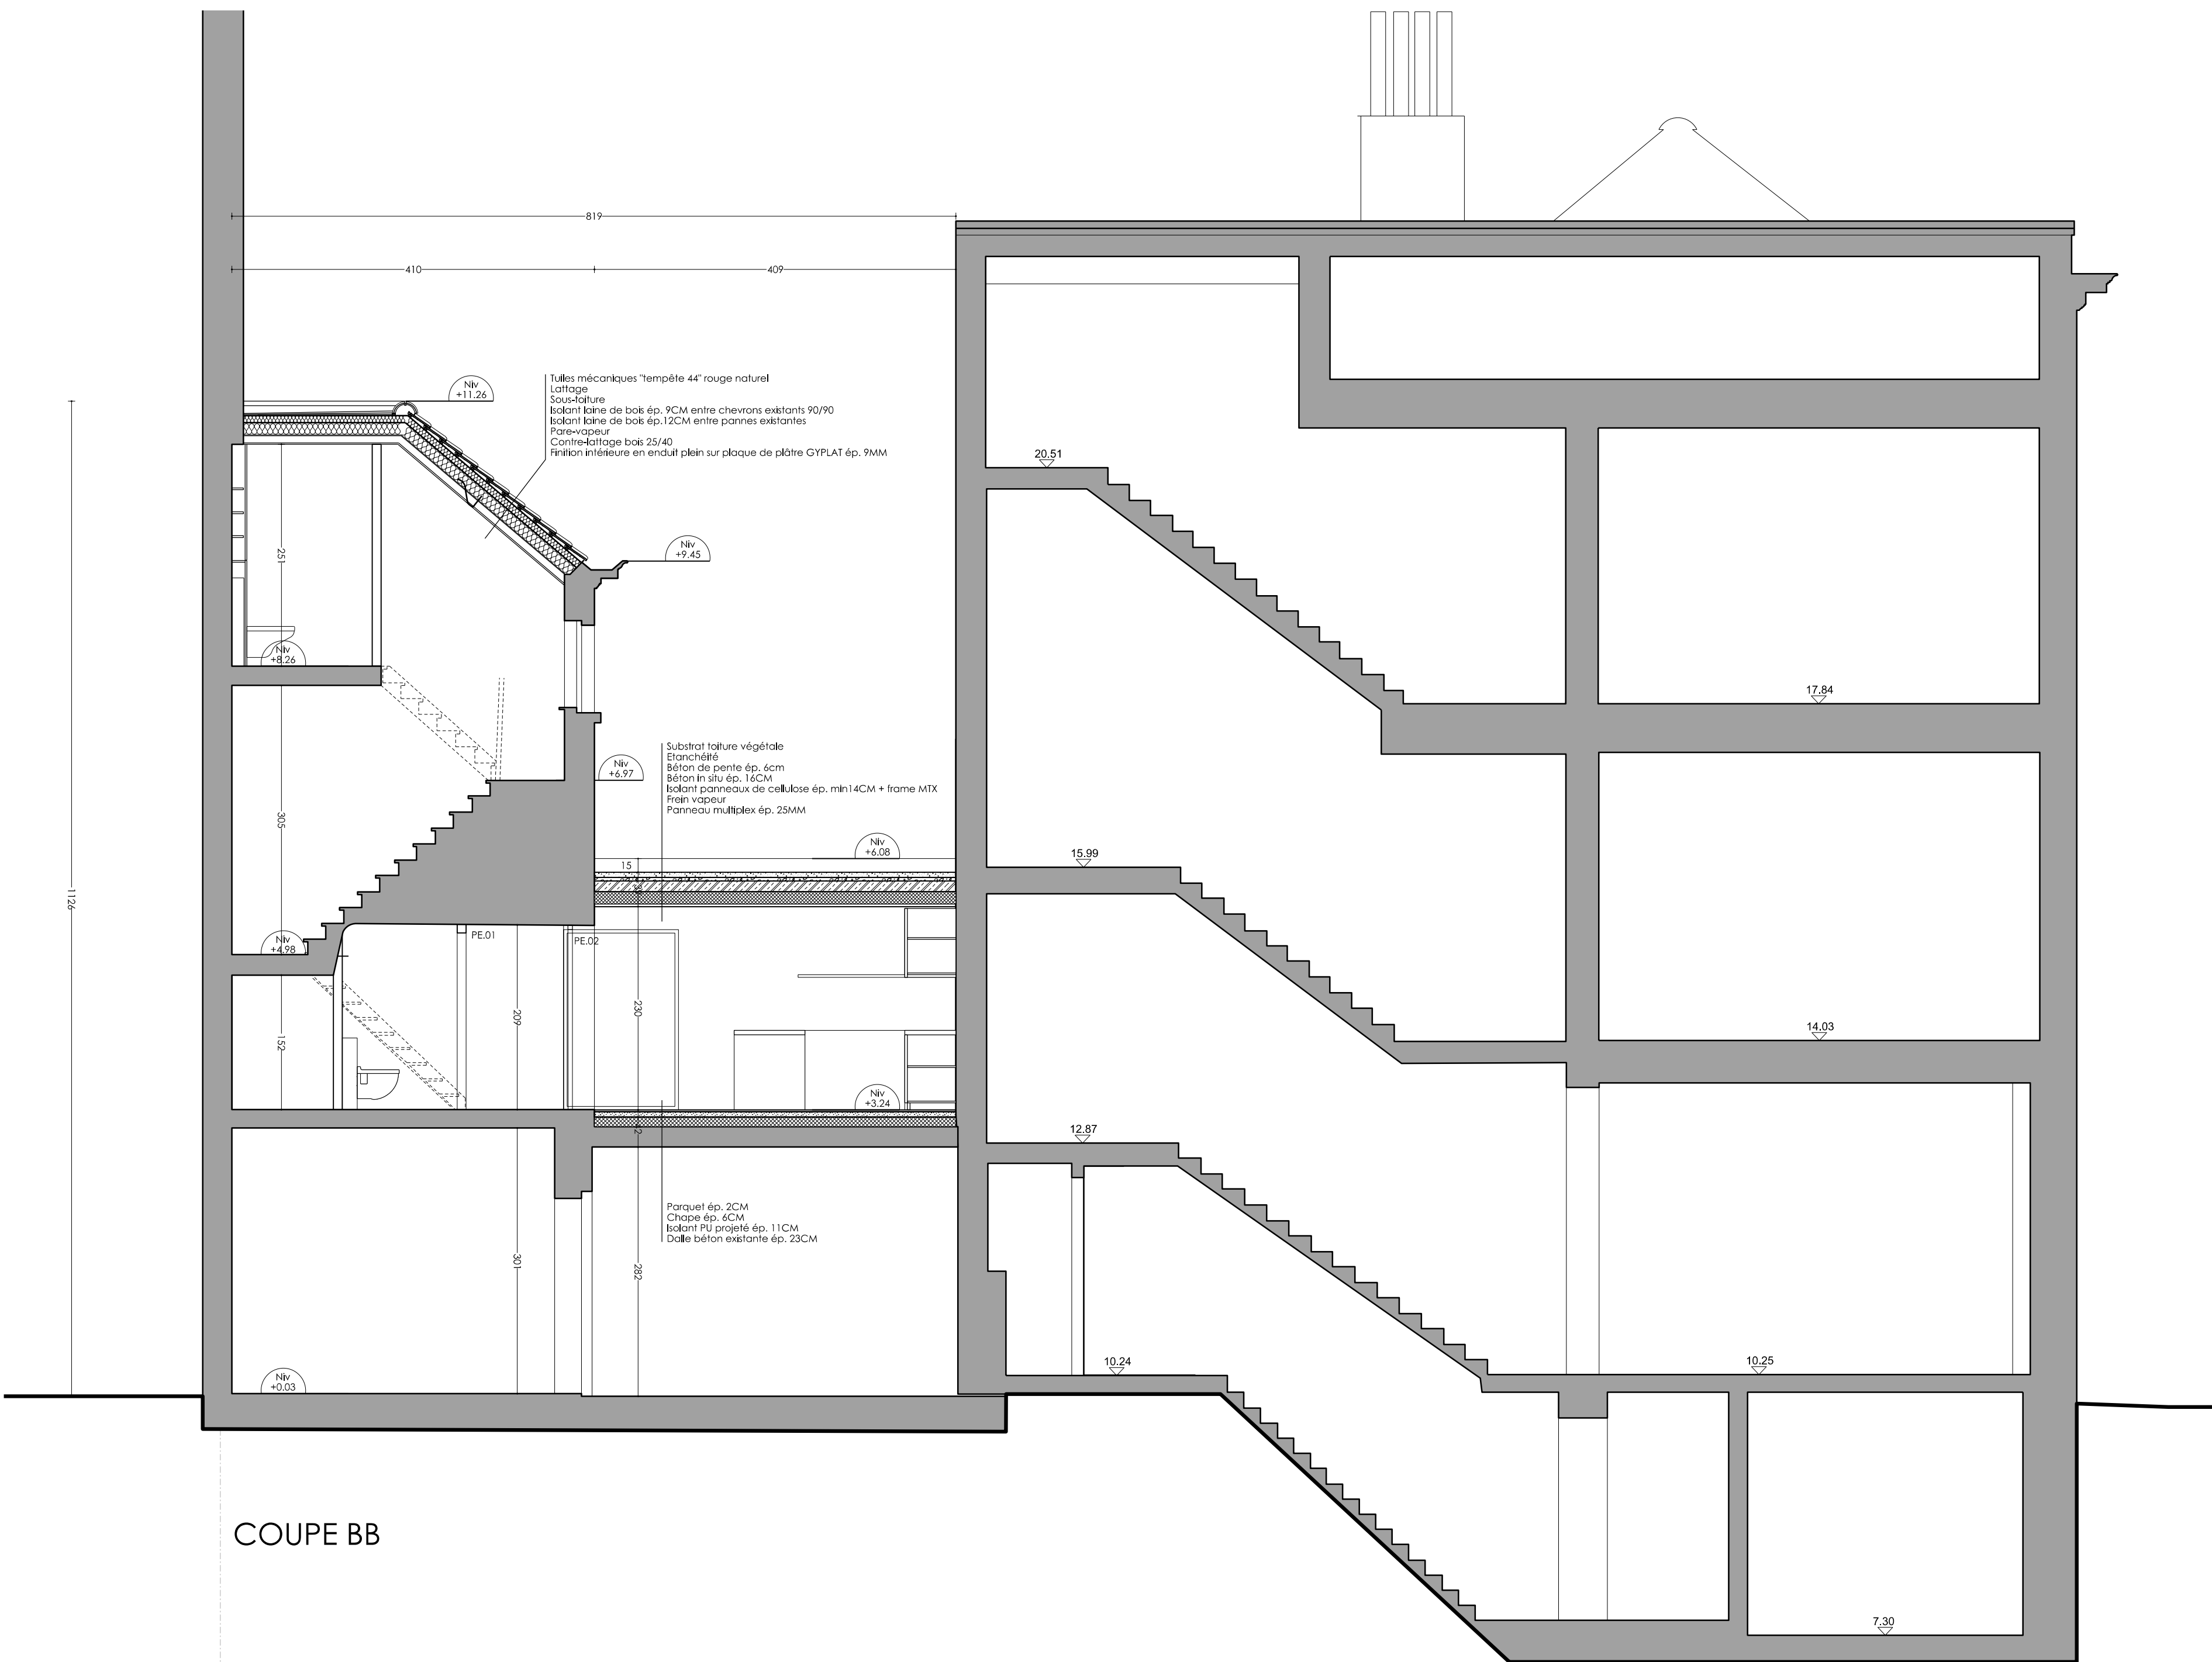 819
410
409
Niv
+11.26
Tuiles mécaniques "tempête 44" rouge naturel
Lattage
Sous-toiture
Isolant laine de bois ép. 9CM entre chevrons existants 90/90
Isolant laine de bois ép.12CM entre pannes existantes
Pare-vapeur
Contre-lattage bois 25/40
Finition intérieure en enduit plein sur plaque de plâtre GYPLAT ép. 9MM
20.51
251
Niv
+9.45
Niv
+8.26
17.84
Substrat toiture végétale
Etanchéité
Béton de pente ép. 6cm
Béton in situ ép. 16CM
Isolant panneaux de cellulose ép. min14CM + frame MTX
Frein vapeur
Panneau multiplex ép. 25MM
Niv
+6.97
305
Niv
+6.08
15
15.99
1126
PE.01
PE.02
Niv
+4.98
209
230
152
14.03
Niv
+3.24
42
12.87
Parquet ép. 2CM
Chape ép. 6CM
Isolant PU projeté ép. 11CM
Dalle béton existante ép. 23CM
301
282
10.24
10.25
Niv
+0.03
COUPE BB
7.30